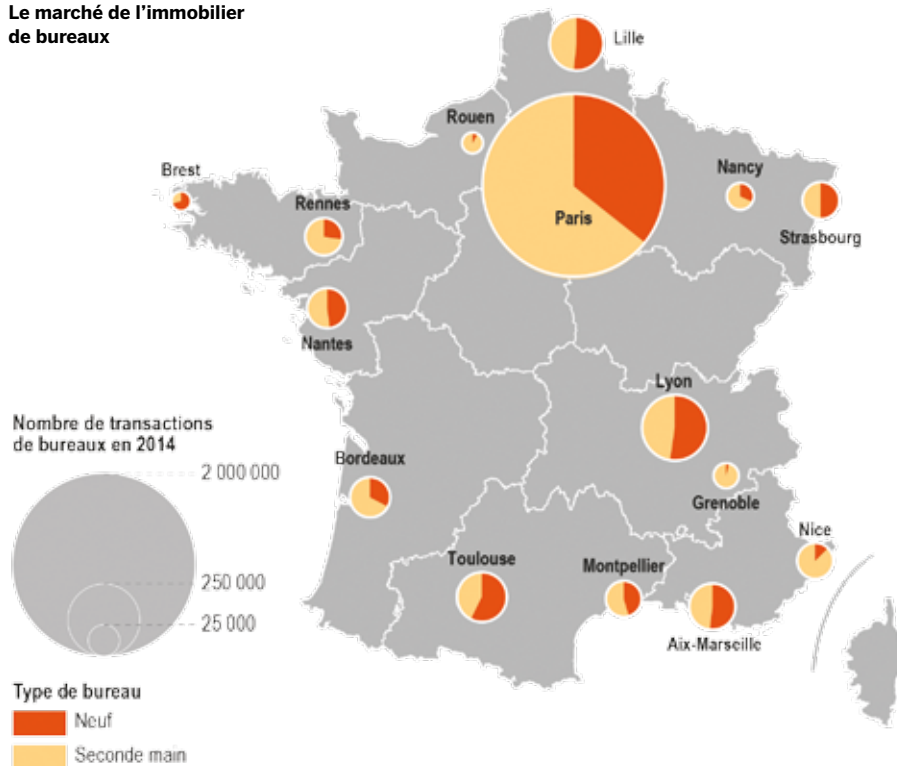 Le marché de l'immobilier
de bureaux
Lille
Rouen
Brest
Nancy
Rennes
Paris
Strasbourg
Nantes
Lyon
Nombre de transactions
de bureaux en 2014
2 000 000
Bordeaux
Grenoble
Nice
Toulouse
Montpellier
250 000
25 000
Aix-Marseille
Type de bureau
Neuf
Seconde main